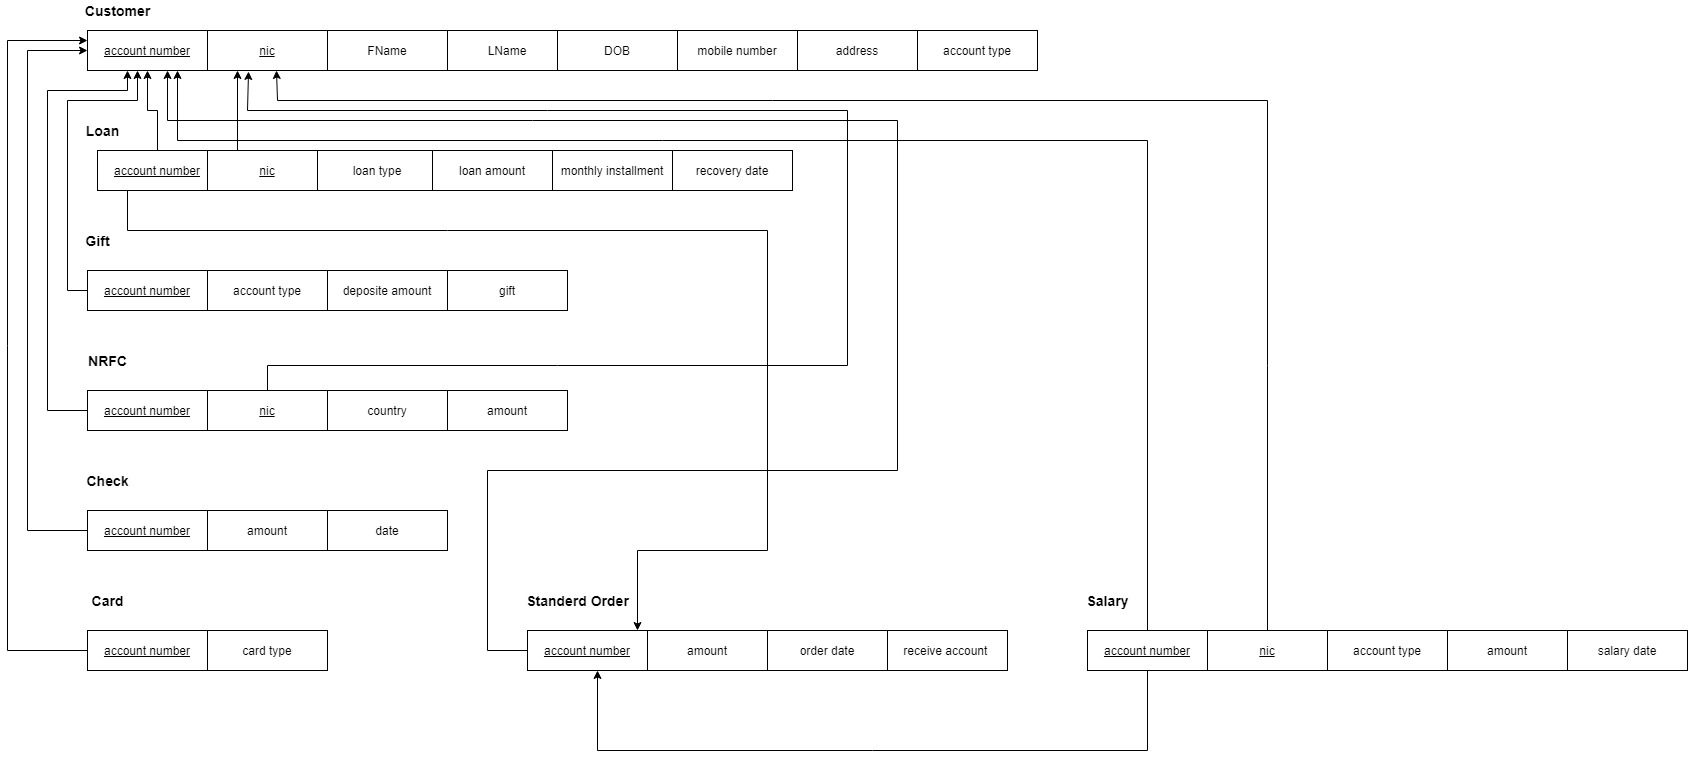 Customer
account number nic FName LName DOB mobile number address account type
Loan
account number nic loan type loan amount monthly installment recovery date
Gift
account number account type deposite amount gift
NRFC
account number nic country amount
Check
account number amount date
Card
account number card type
Standerd Order
account number amount order date receive account
Salary
account number nic account type amount salary date